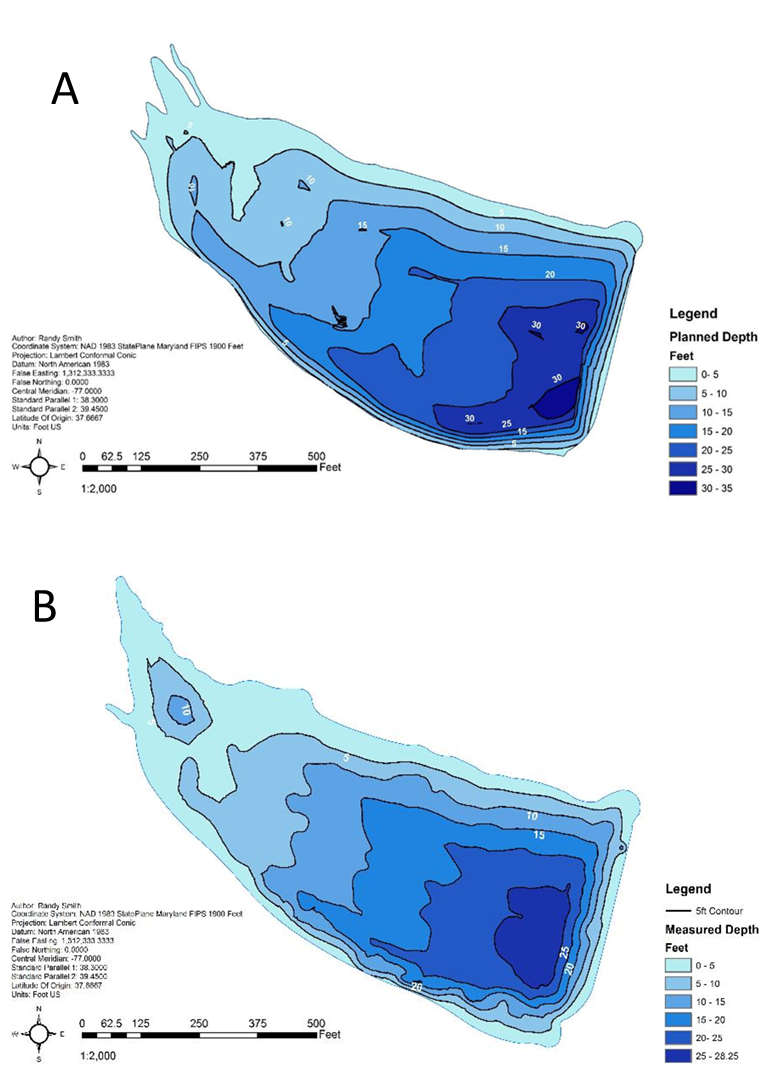 A
5
10
10
10
15
5
10
15
20
30
30
30
30
25
15
5
5
Author: Randy Smith
Coordinate System: NAD 1983 StatePlane Maryland FIPS 1900 Feet
Projection: Lambert Conformal Conic
Datum: North American 1983
False Easting: 1,312,333.3333
False Northing: 0.0000
Central Meridian: -77.0000
Standard Parallel 1: 38.3000
Standard Parallel 2: 39.4500
Latitude Of Origin: 37.6667
Units: Foot US
N
W E
S
0 62.5 125 250 375 500
Feet
1:2,000
Legend
Planned Depth
Feet
0- 5
5 - 10
10 - 15
15 - 20
20 - 25
25 - 30
30 - 35
B
10
5
5
10
15
25
20
20
Author: Randy Smith
Coordinate System: NAD 1983 StatePlane Maryland FIPS 1900 Feet
Projection: Lambert Conformal Conic
Datum: North American 1983
False Easting: 1,312,333.3333
False Northing: 0.0000
Central Meridian: -77.0000
Standard Parallel 1: 38.3000
Standard Parallel 2: 39.4500
Latitude Of Origin: 37.6667
Units: Foot US
N
W E
S
0 62.5 125 250 375 500
Feet
1:2,000
Legend
5ft Contour
Measured Depth
Feet
0 - 5
5 - 10
10 - 15
15 - 20
20- 25
25 - 28.25